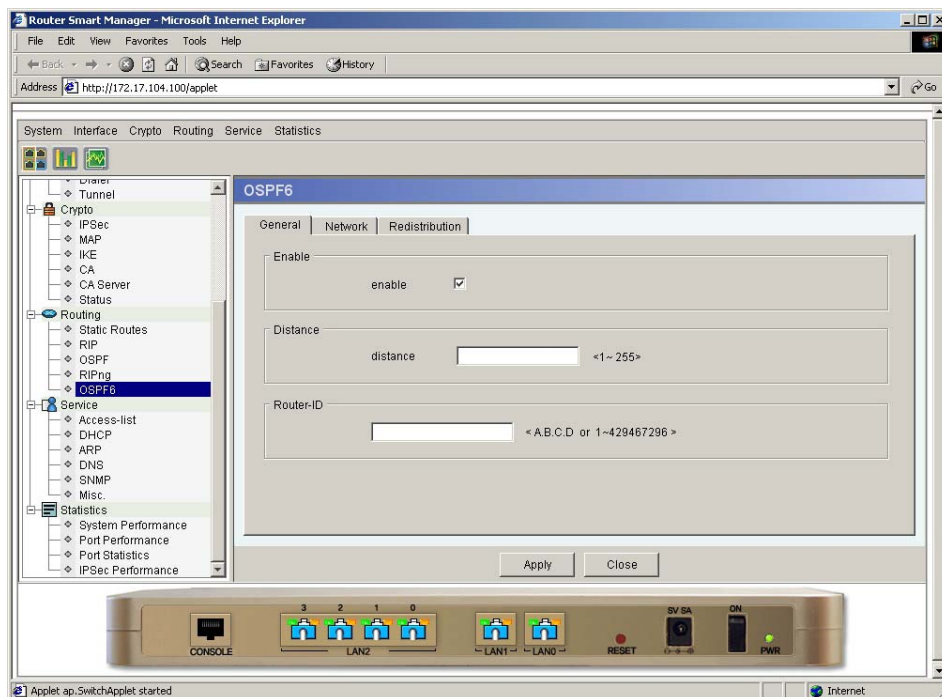 Router Smart Manager - Microsoft Internet Explorer
File Edit View Favorites Tools Help
Back Search Favorites History
Address http://172.17.104.100/applet Go
System Interface Crypto Routing Service Statistics
Dialer
Tunnel
Crypto
IPSec
MAP
IKE
CA
CA Server
Status
Routing
Static Routes
RIP
OSPF
RIPng
OSPF6
Service
Access-list
DHCP
ARP
DNS
SNMP
Misc.
Statistics
System Performance
Port Performance
Port Statistics
IPSec Performance
OSPF6
General Network Redistribution
Enable
enable
Distance
distance <1~ 255>
Router-ID
< A.B.C.D or 1~429467296 >
Apply Close
3 2 1 0
5V 5A ON
CONSOLE LAN2 LAN1 LAN0 RESET PWR
Applet ap.SwitchApplet started Internet